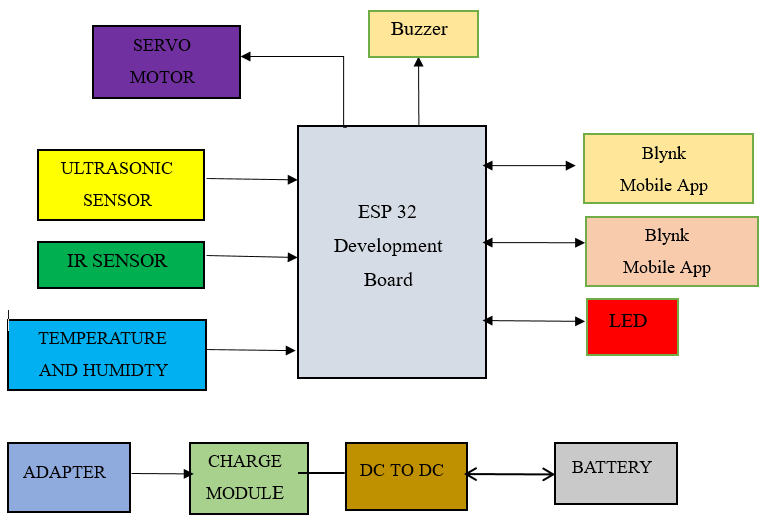 SERVO
MOTOR
Buzzer
ULTRASONIC
SENSOR
IR SENSOR
TEMPERATURE
AND HUMIDTY
ESP 32
Development
Board
Blynk
Mobile App
Blynk
Mobile App
LED
ADAPTER
CHARGE
MODULE
DC TO DC
BATTERY